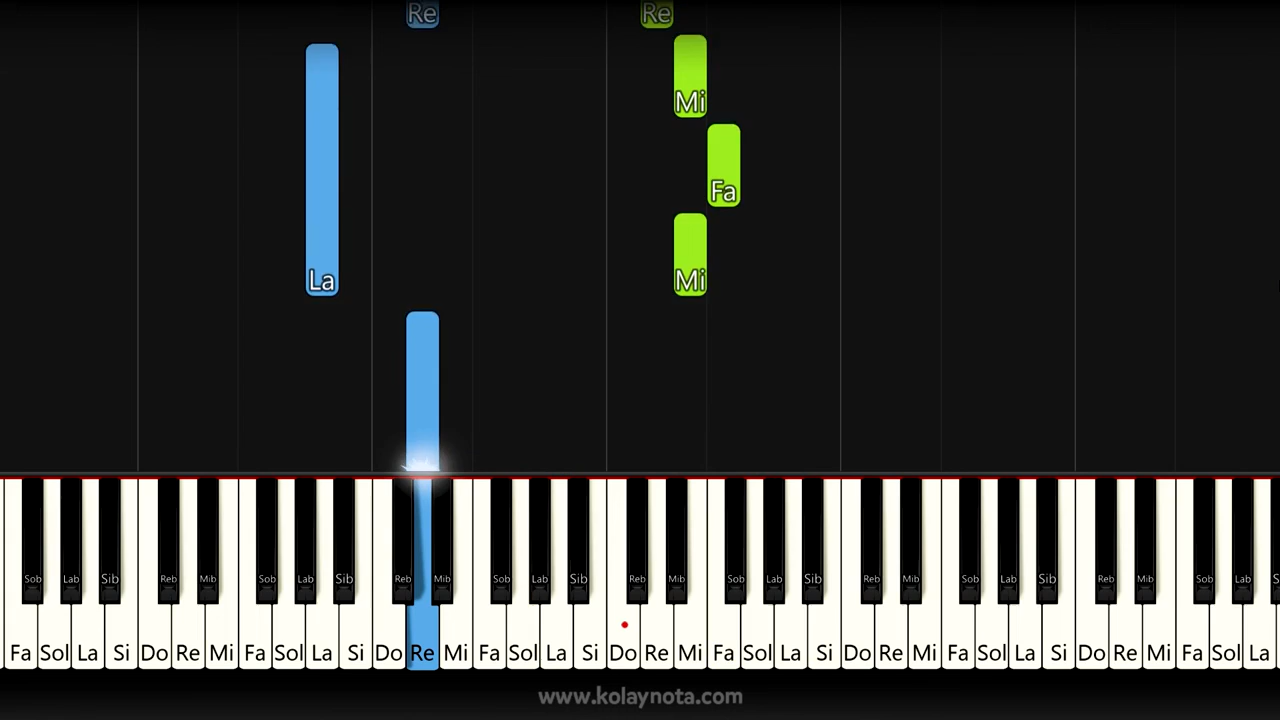 Re Re
Mi
Fa
La Mi
Sob Lab Sib Reb Mib Sob Lab Sib Reb Mib Sob Lab Sib Reb Mib Sob Lab Sib Reb Mib Sob Lab Sib Reb Mib Sob Lab
Fa Sol La Si Do Re Mi Fa Sol La Si Do Re Mi Fa Sol La Si Do Re Mi Fa Sol La Si Do Re Mi Fa Sol La Si Do Re Mi Fa Sol La
www.kolaynota.com